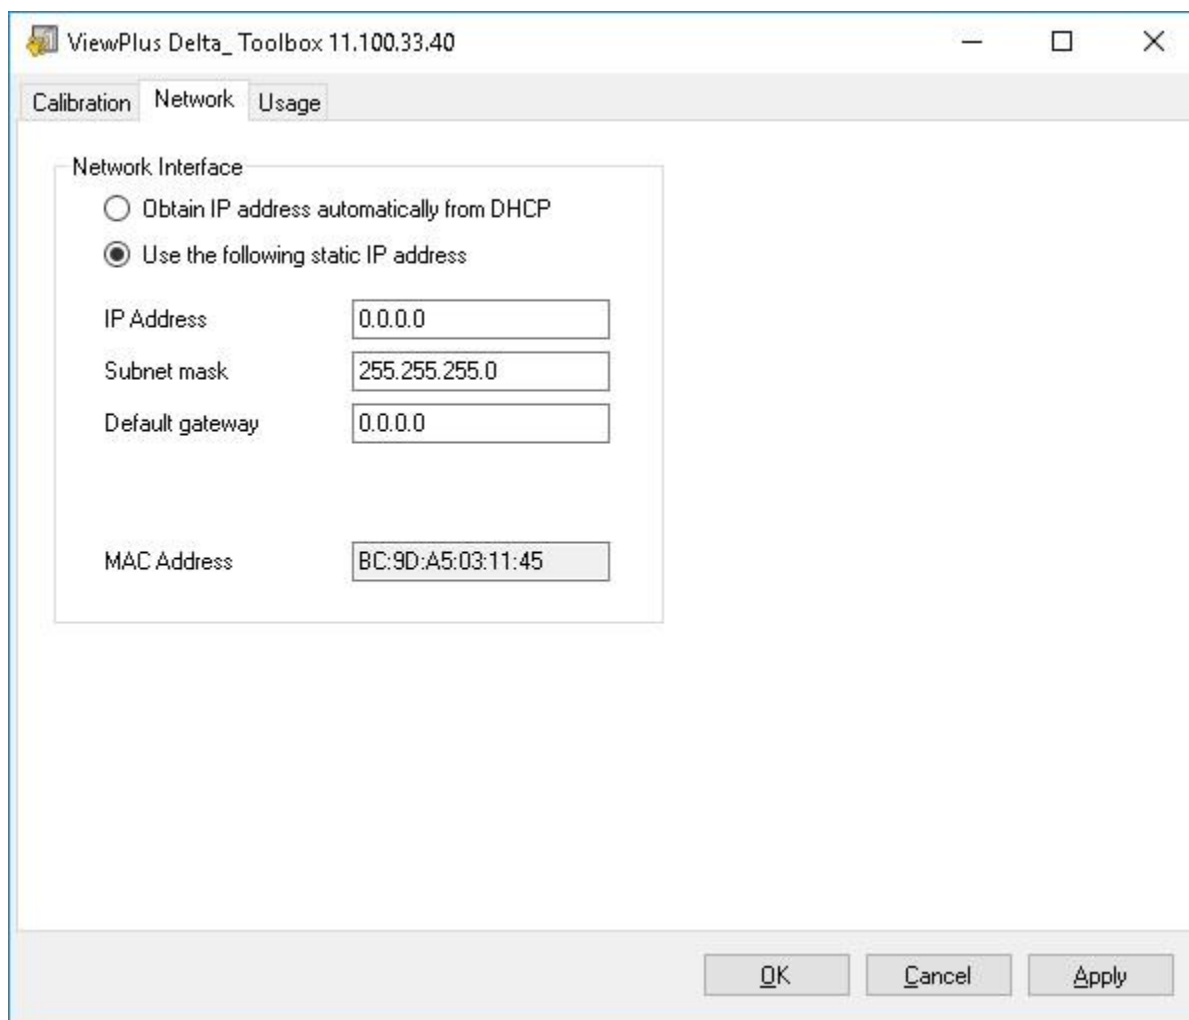 ViewPlus Delta_ Toolbox 11.100.33.40
Calibration Network Usage
Network Interface
Obtain IP address automatically from DHCP
Use the following static IP address
IP Address 0.0.0.0
Subnet mask 255.255.255.0
Default gateway 0.0.0.0
MAC Address BC:9D:A5:03:11:45
OK Cancel Apply